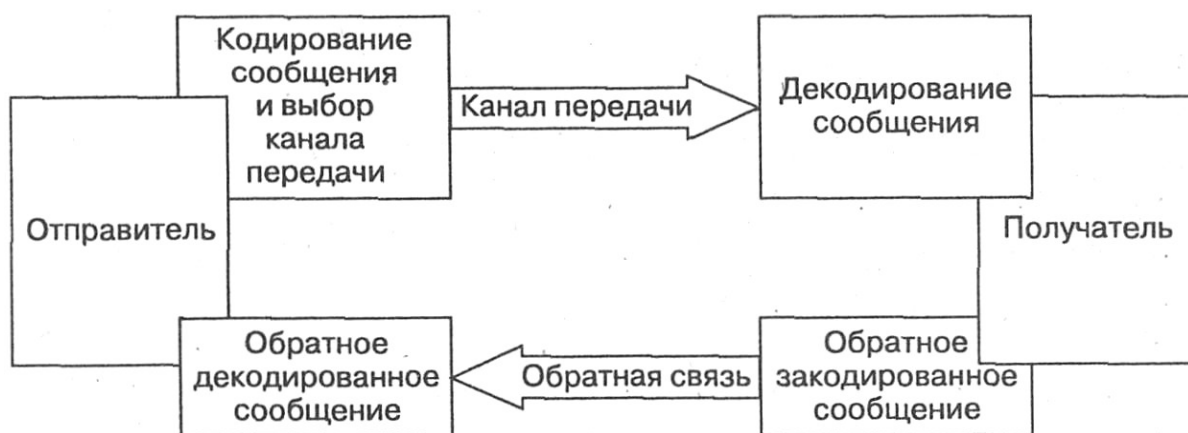 Кодирование
сообщения
и выбор
канала
передачи
Канал передачи
Декодирование
сообщения
Отправитель
Получатель
Обратное
декодированное
сообщение
Обратная связь
Обратное
закодированное
сообщение